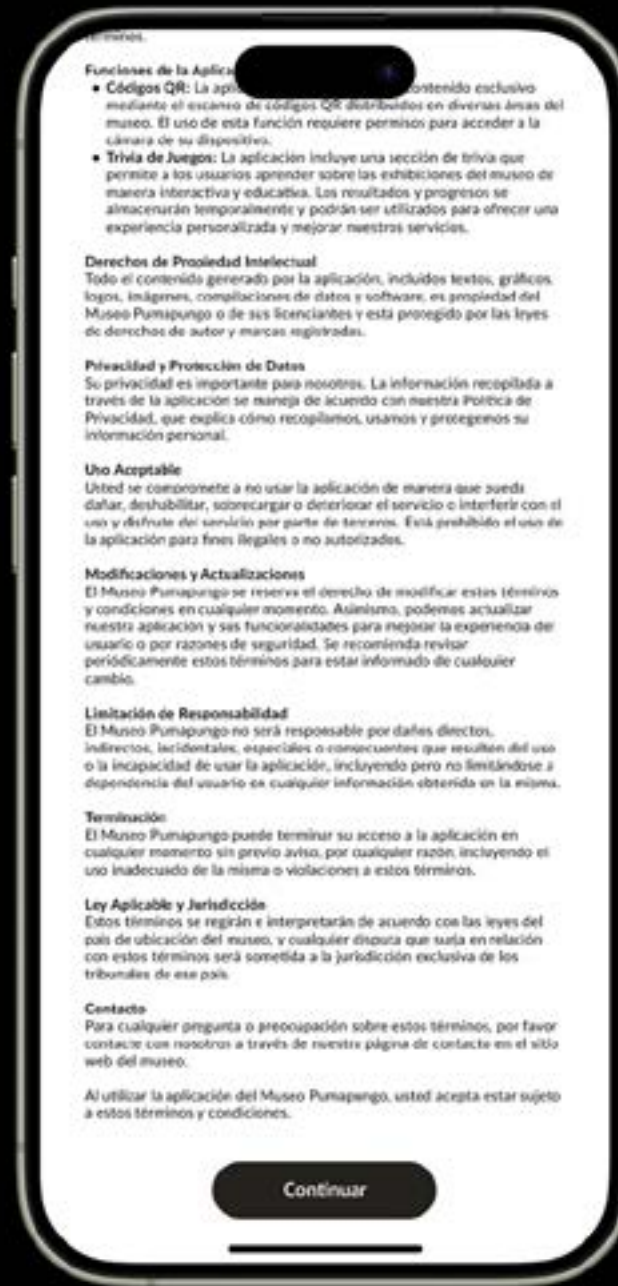 términos.
Funciones de la Aplica
• Códigos QR: La apli contenido esclusivo
mediante el escaneo de códigos QR distribuidos en diversas áreas del
museo. El uso de esta función requiere permisos para acceder a la
cámara de su dispositivo.
• Trivia de Juegos: La aplicación incluye una sección de trivia que
permite a los usuarios aprender sobre las exhibiciones del museo de
manera interactiva y educativa. Los resultados y progresos se
almacenarán temporalmente y podrán ser utilizados para ofrecer una
experiencia personalizada y mejorar nuestros servicios.
Derechos de Propiedad Intelectual
Todo el contenido generado por la aplicación, incluidos textos, gráficos,
logos, imágenes, compilaciones de datos y software, es propiedad del
Museo Pumapungo o de sus licenciantes y está protegido por las leyes
de derechos de autor y marcas registradas.
Privacidad y Protección de Datos
Su privacidad es importante para nosotros. La información recopilada a
través de la aplicación se maneja de acuerdo con nuestra Política de
Privacidad, que explica cómo recopilamos, usamos y protegemos su
información personal.
Uso Aceptable
Usted se compromete a no usar la aplicación de manera que pueda
dañar, deshabilitar, sobrecargar o deteriorar el servicio o interferir con el
uso y disfrute del servicio por parte de terceros. Está prohibido el uso de
la aplicación para fines ilegales o no autorizados.
Modificaciones y Actualizaciones
El Museo Pumapungo se reserva el derecho de modificar estos términos
y condiciones en cualquier momento. Asimismo, podemos actualizar
nuestra aplicación y sus funcionalidades para mejorar la experiencia del
usuario o por razones de seguridad. Se recomienda revisar
periódicamente estos términos para estar informado de cualquier
cambio.
Limitación de Responsabilidad
El Museo Pumapungo no será responsable por daños directos,
indirectos, incidentales, especiales o consecuentes que resulten del uso
o la incapacidad de usar la aplicación, incluyendo pero no limitándose a
dependencia del usuario en cualquier información obtenida en la misma.
Terminación
El Museo Pumapungo puede terminar su acceso a la aplicación en
cualquier momento sin previo aviso, por cualquier razón, incluyendo el
uso inadecuado de la misma o violaciones a estos términos.
Ley Aplicable y Jurisdicción
Estos términos se regirán e interpretarán de acuerdo con las leyes del
país de ubicación del museo, y cualquier disputa que surja en relación
con estos términos será sometida a la jurisdicción exclusiva de los
tribunales de ese país.
Contacto
Para cualquier pregunta o preocupación sobre estos términos, por favor
contacte con nosotros a través de nuestra página de contacto en el sitio
web del museo.
Al utilizar la aplicación del Museo Pumapungo, usted acepta estar sujeto
a estos términos y condiciones.
Continuar